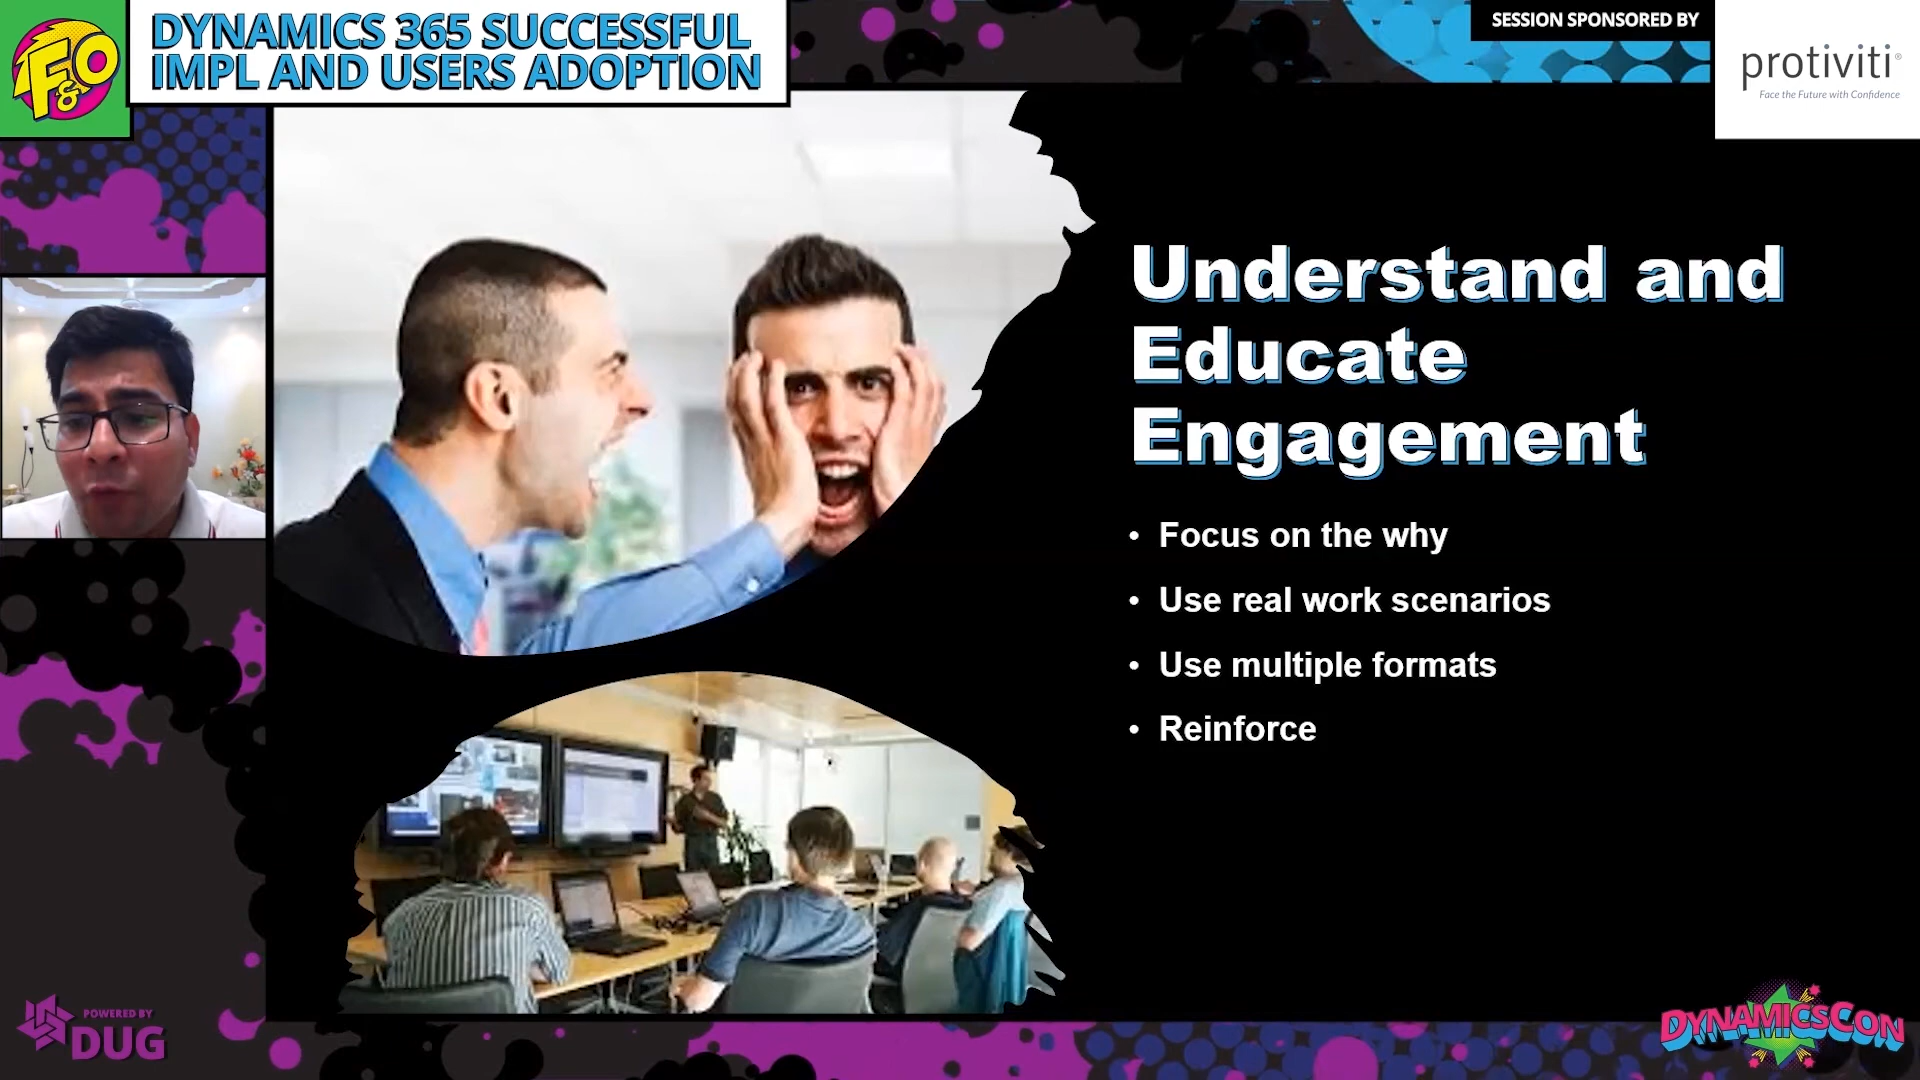 F&O
DYNAMICS 365 SUCCESSFUL
IMPL AND USERS ADOPTION
SESSION SPONSORED BY
protiviti®
Face the Future with Confidence
Understand and
Educate
Engagement
• Focus on the why
• Use real work scenarios
• Use multiple formats
• Reinforce
POWERED BY
DUG
DYNAMICSCON